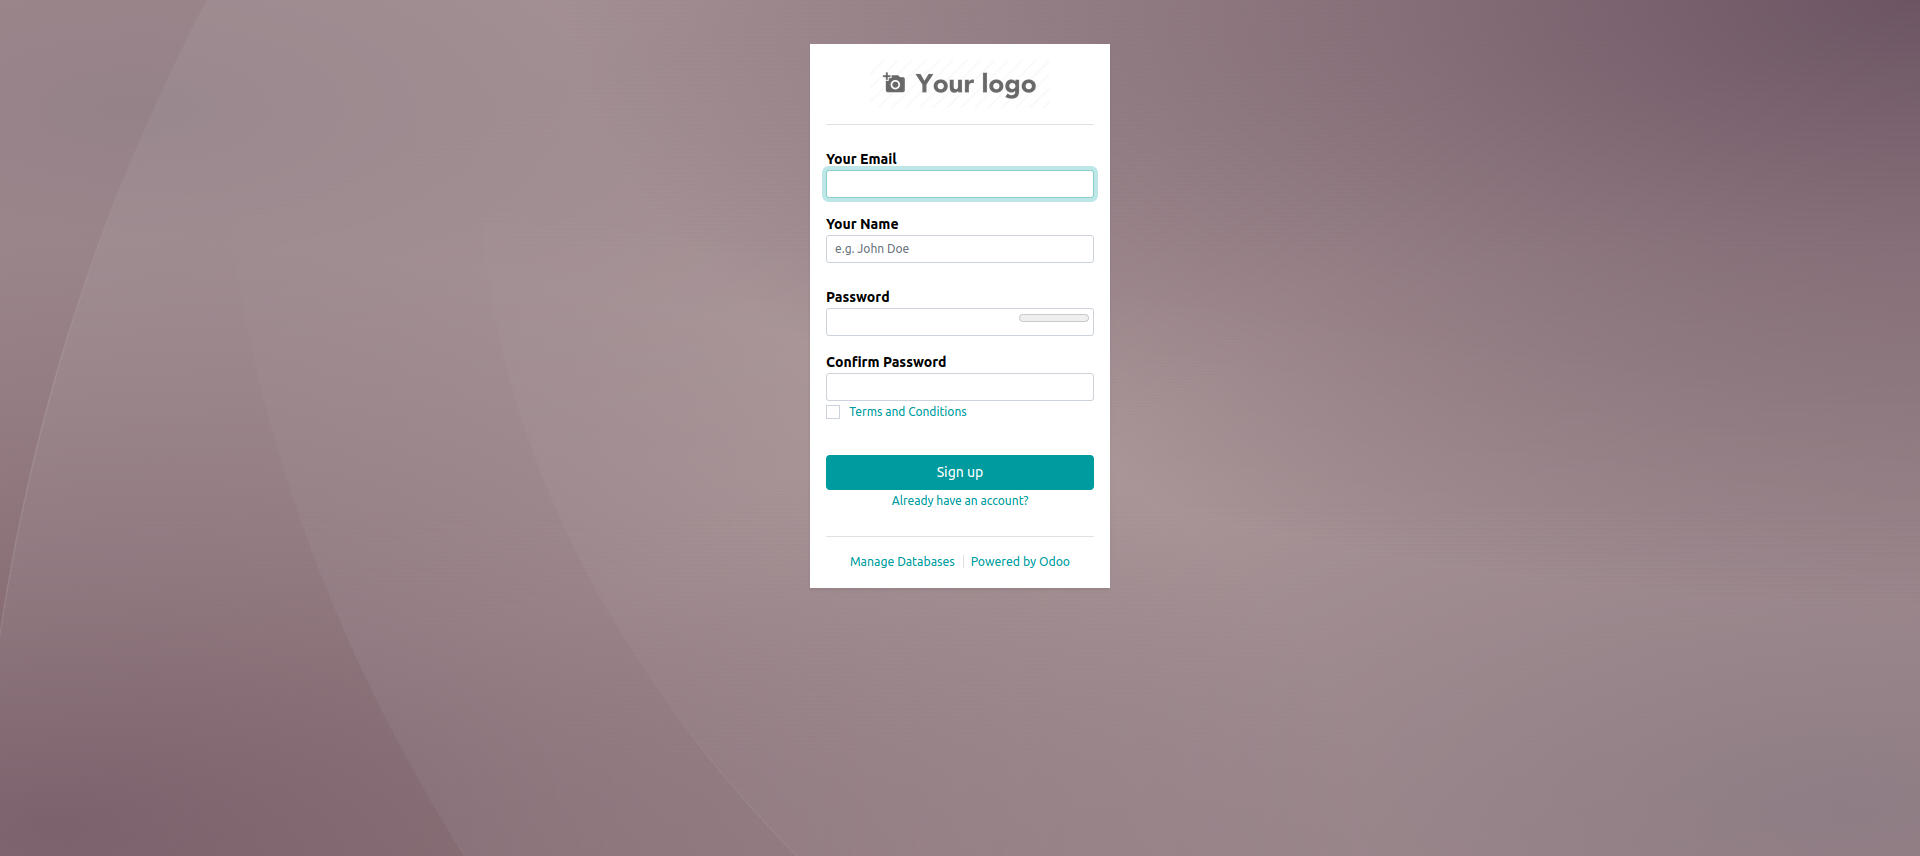 Your logo
Your Email
Your Name
e.g. John Doe
Password
Confirm Password
Terms and Conditions
Sign up
Already have an account?
Manage Databases | Powered by Odoo